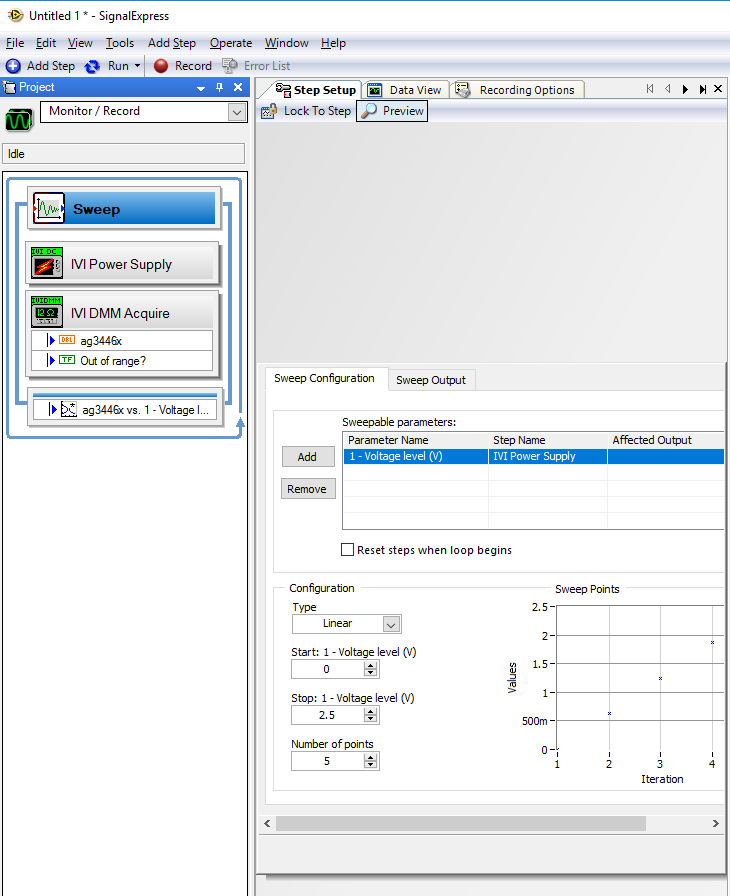 Untitled 1 * - SignalExpress
File Edit View Tools Add Step Operate Window Help
Add Step Run Record Error List
Project
Monitor / Record
Idle
Sweep
IVI DC
IVI Power Supply
IVIDMM
IVI DMM Acquire
DBL ag3446x
TF Out of range?
ag3446x vs. 1 - Voltage l...
Step Setup Data View Recording Options
Lock To Step Preview
Sweep Configuration Sweep Output
Sweepable parameters:
Parameter Name Step Name Affected Output
1 - Voltage level (V) IVI Power Supply
Add
Remove
Reset steps when loop begins
Configuration
Type
Linear
Start: 1 - Voltage level (V)
0
Stop: 1 - Voltage level (V)
2.5
Number of points
5
Sweep Points
Values
2.5
2
1.5
1
500m
0
1 2 3 4
Iteration